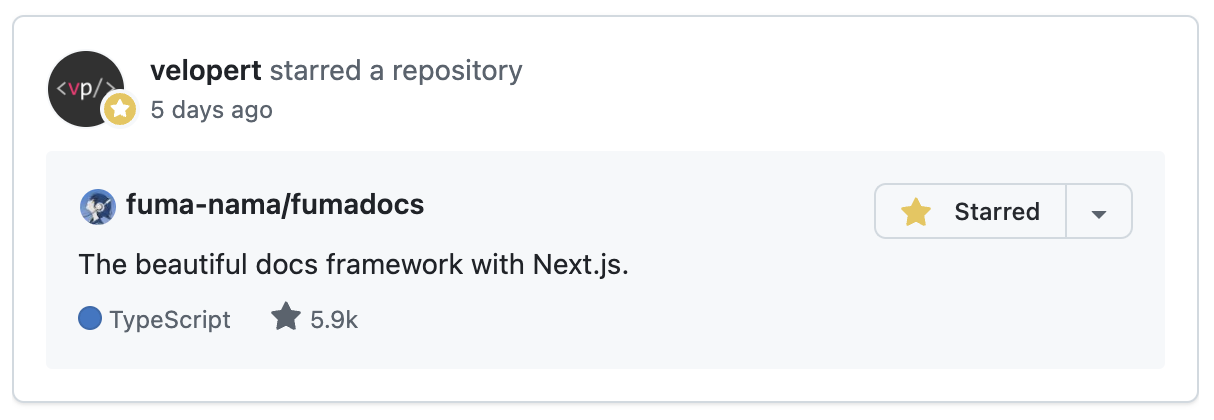 <vp/>
velopert starred a repository
5 days ago
fuma-nama/fumadocs
Starred
The beautiful docs framework with Next.js.
TypeScript 5.9k